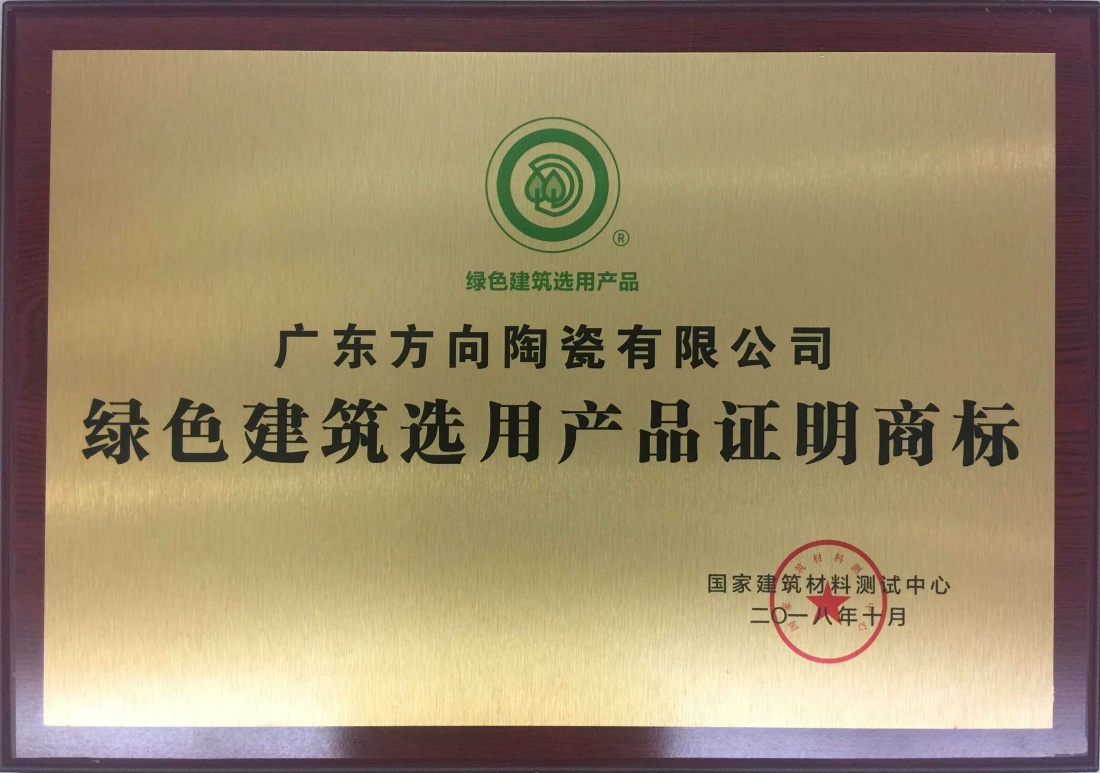 ®
绿色建筑选用产品
广东方向陶瓷有限公司
绿色建筑选用产品证明商标
国家建筑材料测试中心
二〇一八年十月